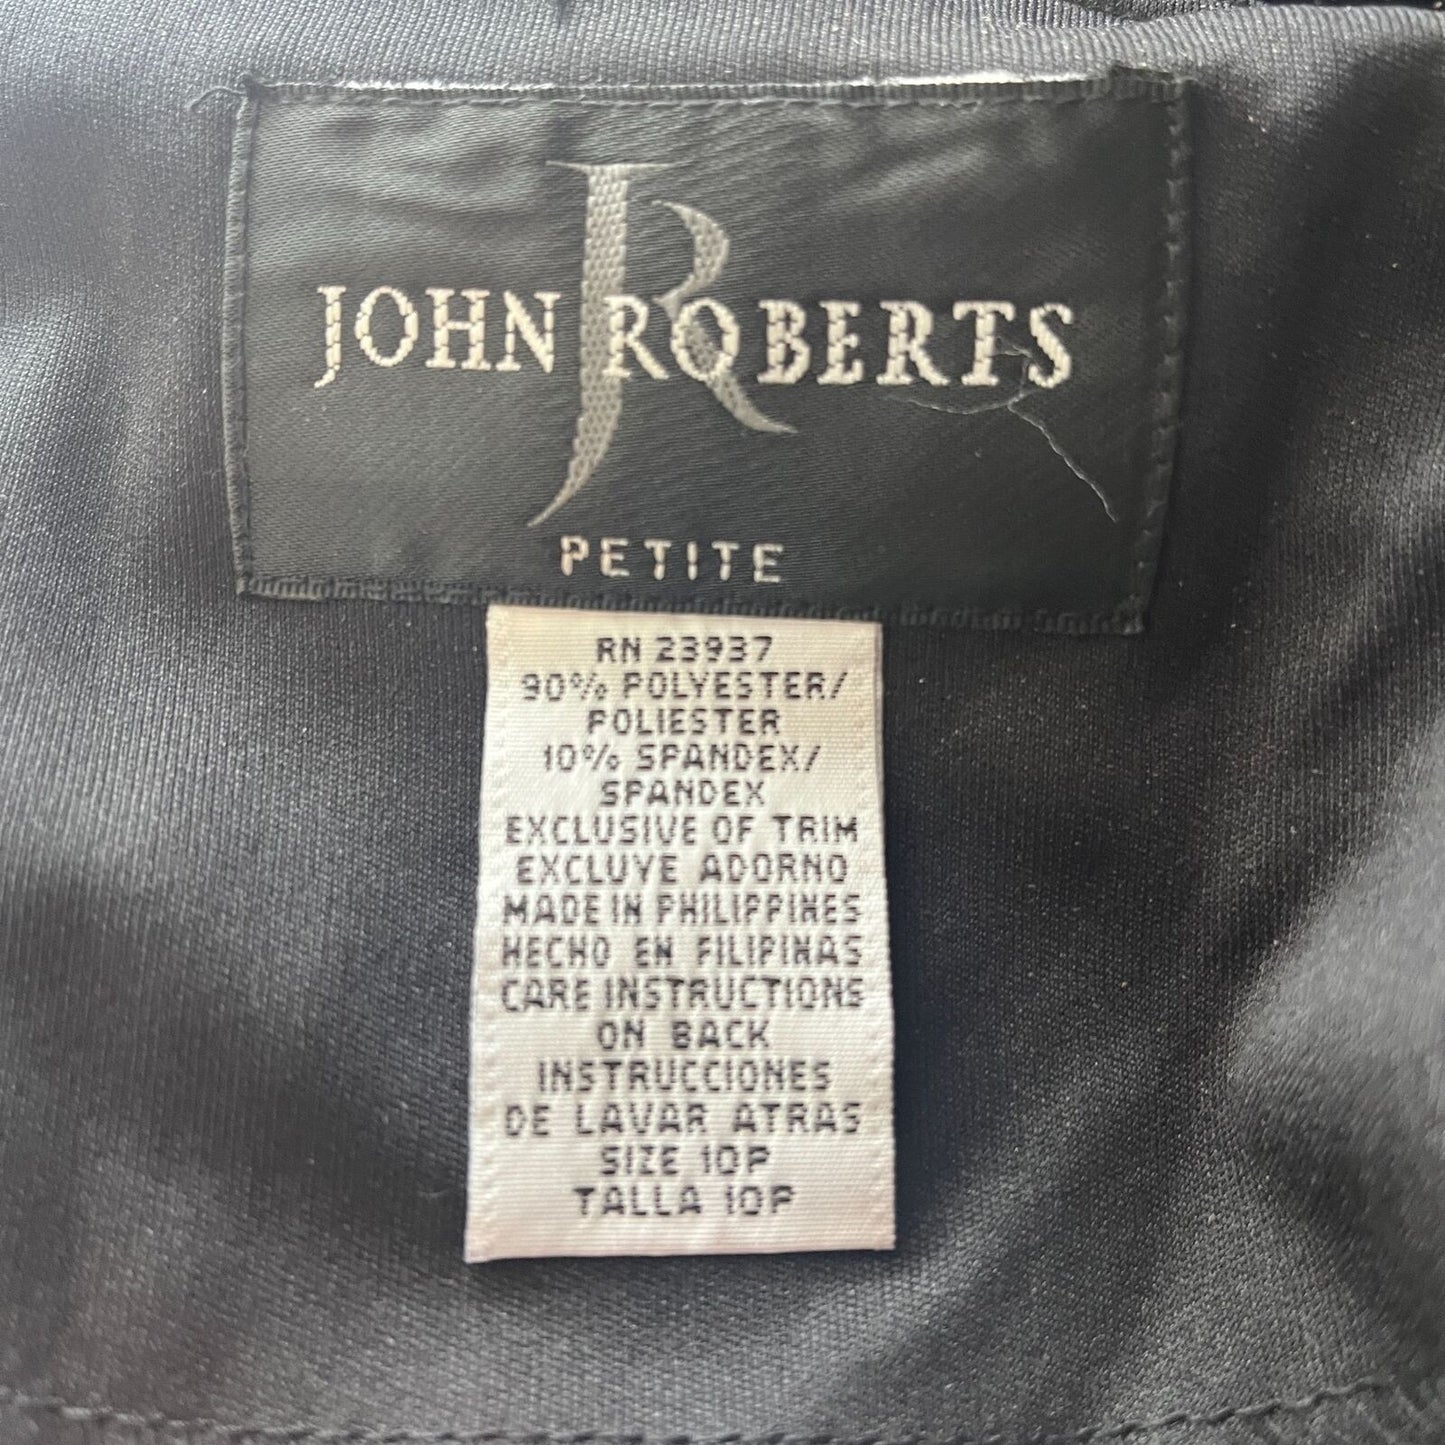 JR
JOHN ROBERTS
PETITE
RN 23937
90% POLYESTER/
POLIESTER
10% SPANDEX/
SPANDEX
EXCLUSIVE OF TRIM
EXCLUYE ADORNO
MADE IN PHILIPPINES
HECHO EN FILIPINAS
CARE INSTRUCTIONS
ON BACK
INSTRUCCIONES
DE LAVAR ATRAS
SIZE 10P
TALLA 10P